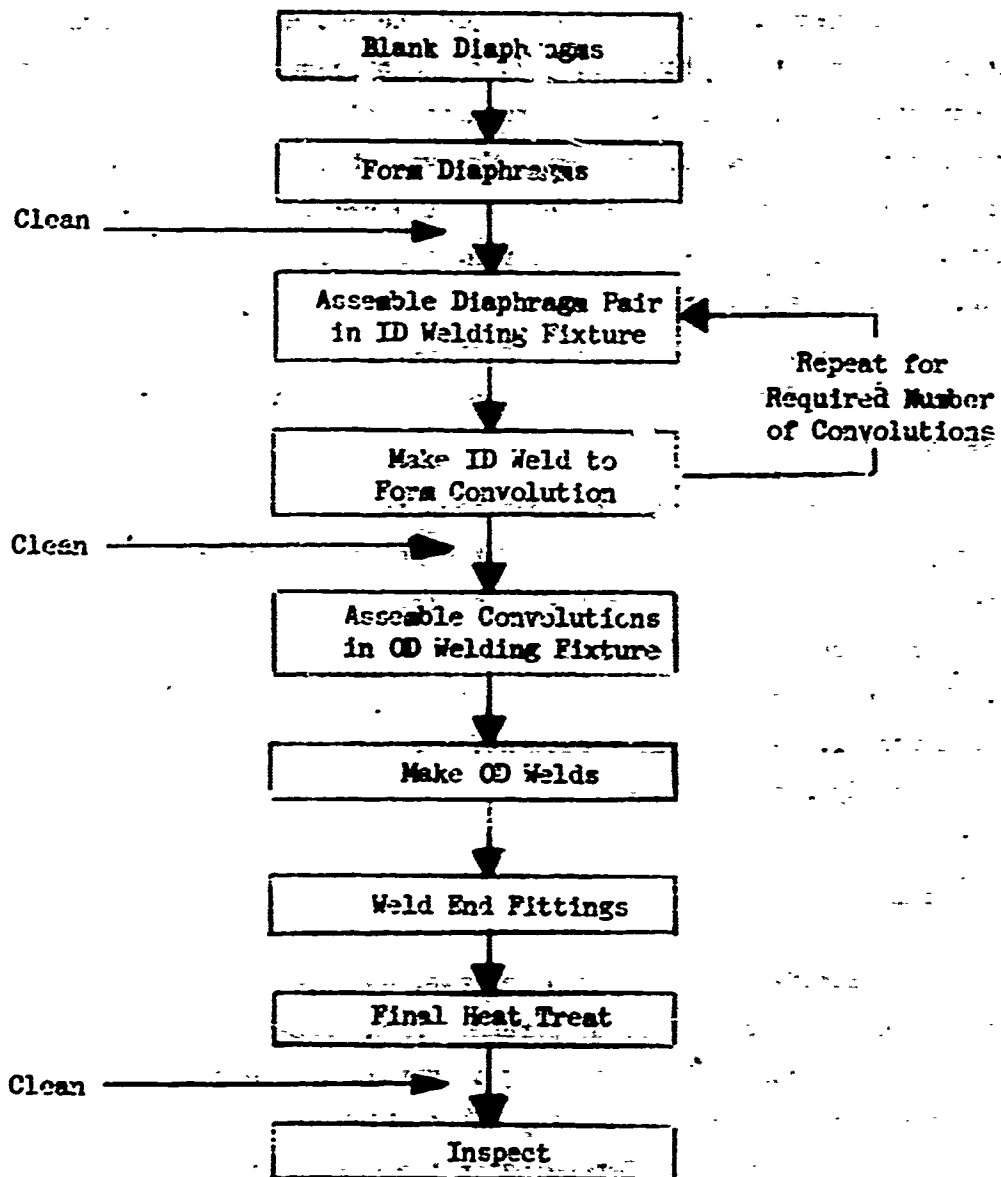 Blank Diaphragms
Form Diaphragms
Clean
Assemble Diaphragm Pair
in ID Welding Fixture
Repeat for
Required Number
of Convolutions
Make ID Weld to
Form Convolution
Clean
Assemble Convolutions
in OD Welding Fixture
Make OD Welds
Weld End Fittings
Final Heat Treat
Clean
Inspect